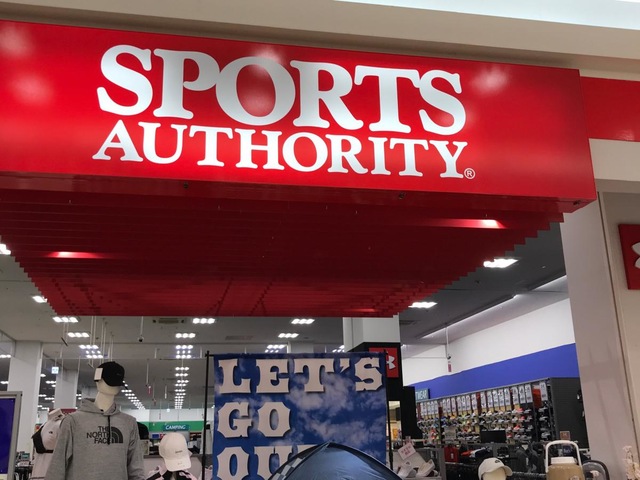 SPORTS
AUTHORITY®
LET'S
GO
THE
NORTH
FACE
CAMPING